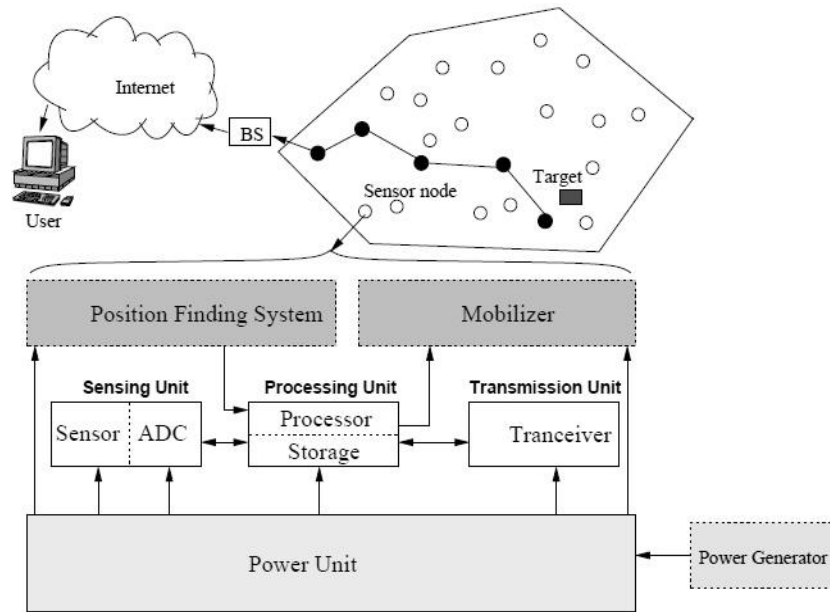 Internet
BS
User
Sensor node
Target
Position Finding System
Mobilizer
Sensing Unit
Processing Unit
Transmission Unit
Sensor
ADC
Processor
Storage
Tranceiver
Power Unit
Power Generator